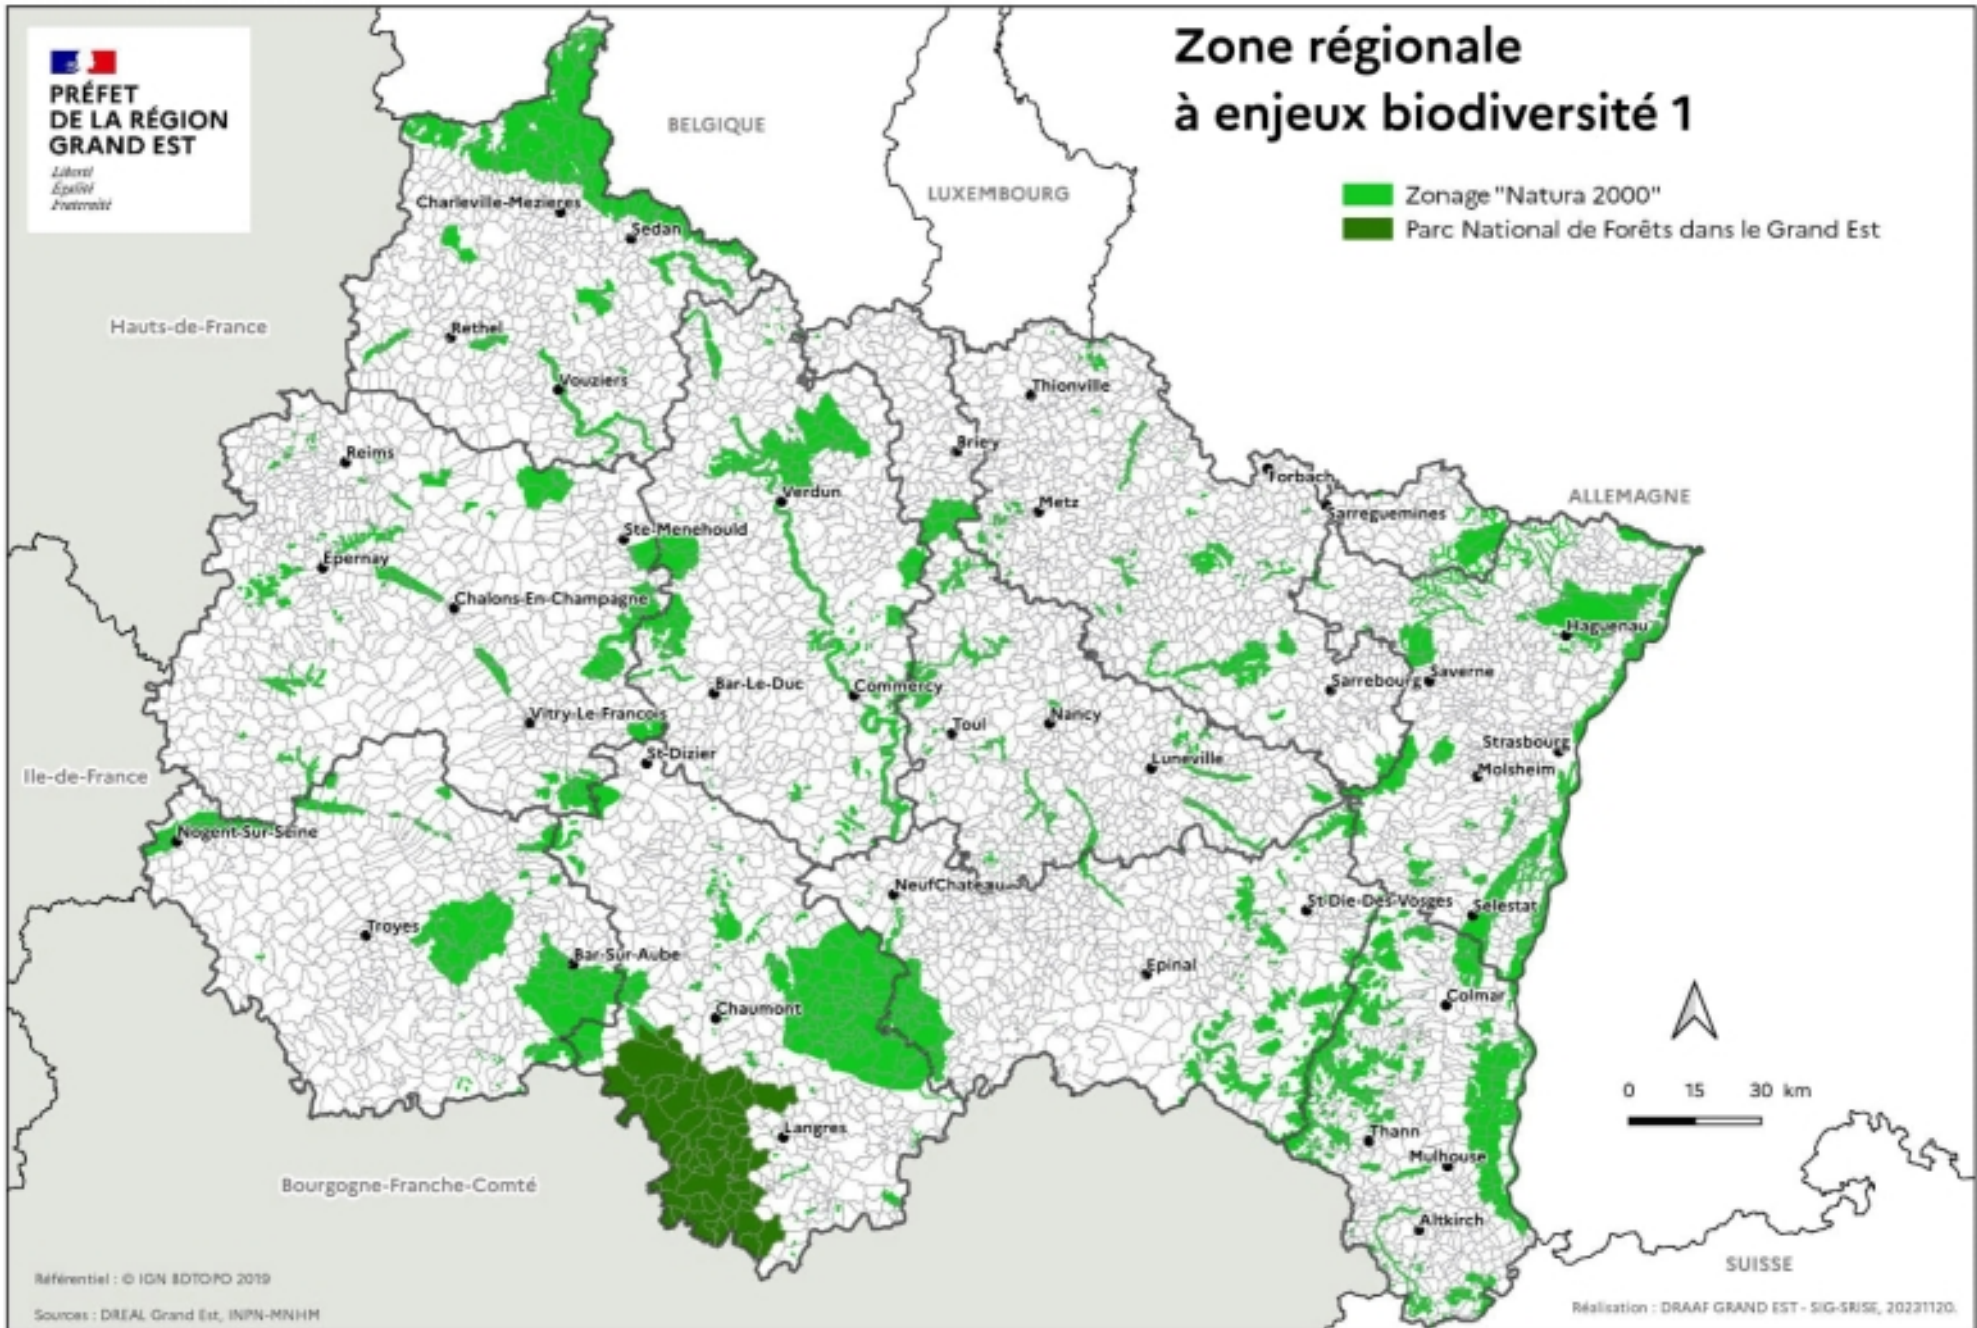 PRÉFET
DE LA RÉGION
GRAND EST
Liberté
Égalité
Fraternité
Zone régionale
à enjeux biodiversité 1
Zonage "Natura 2000"
Parc National de Forêts dans le Grand Est
BELGIQUE
LUXEMBOURG
Charleville-Mezieres
Sedan
Hauts-de-France
Rethel
Vouziers
Thionville
Briey
Reims
Forbach
Verdun
Metz
ALLEMAGNE
Sarreguemines
Ste-Menehould
Epernay
Chalons-En-Champagne
Haguenau
Saverne
Sarrebourg
Bar-Le-Duc
Commercy
Vitry-Le-Francois
Toul
Nancy
Strasbourg
St-Dizier
Luneville
Molsheim
Ile-de-France
Nogent-Sur-Seine
NeufChateau
St-Die-Des-Vosges
Selestat
Troyes
Bar-Sur-Aube
Epinal
Colmar
Chaumont
0 15 30 km
Langres
Thann
Mulhouse
Bourgogne-Franche-Comté
Altkirch
SUISSE
Référentiel : © IGN BDTOPO 2019
Sources : DREAL Grand Est, INPN-MNHM
Réalisation : DRAAF GRAND EST - SIG-SRISE, 20231120.